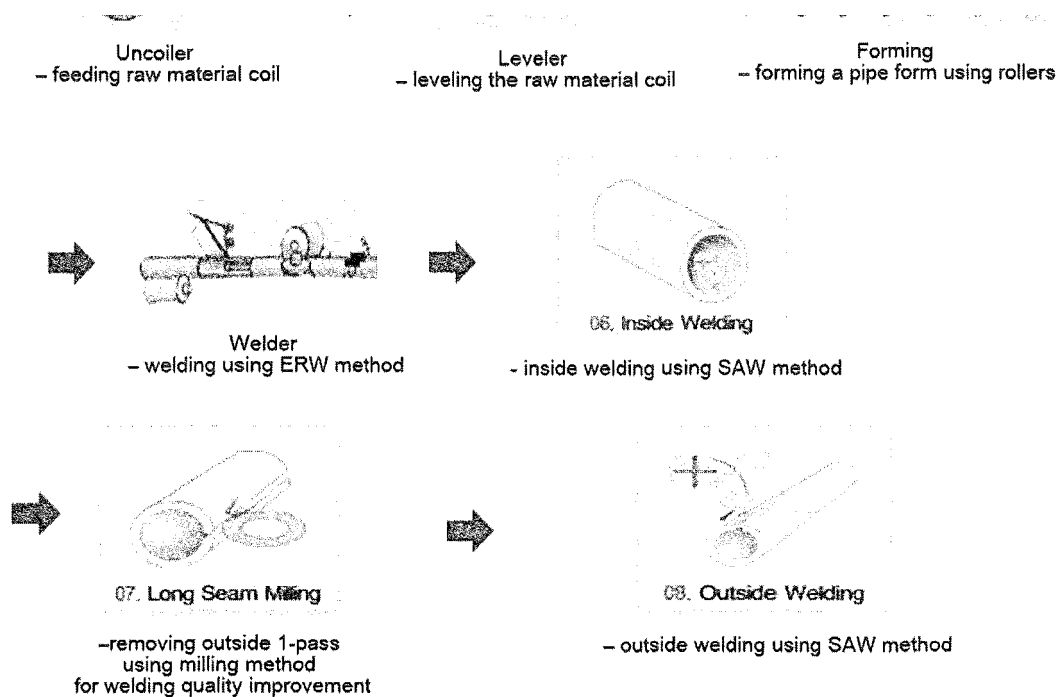 Uncoiler
– feeding raw material coil
Leveler
– leveling the raw material coil
Forming
– forming a pipe form using rollers
Welder
– welding using ERW method
06. Inside Welding
- inside welding using SAW method
07. Long Seam Milling
–removing outside 1-pass
using milling method
for welding quality improvement
08. Outside Welding
– outside welding using SAW method